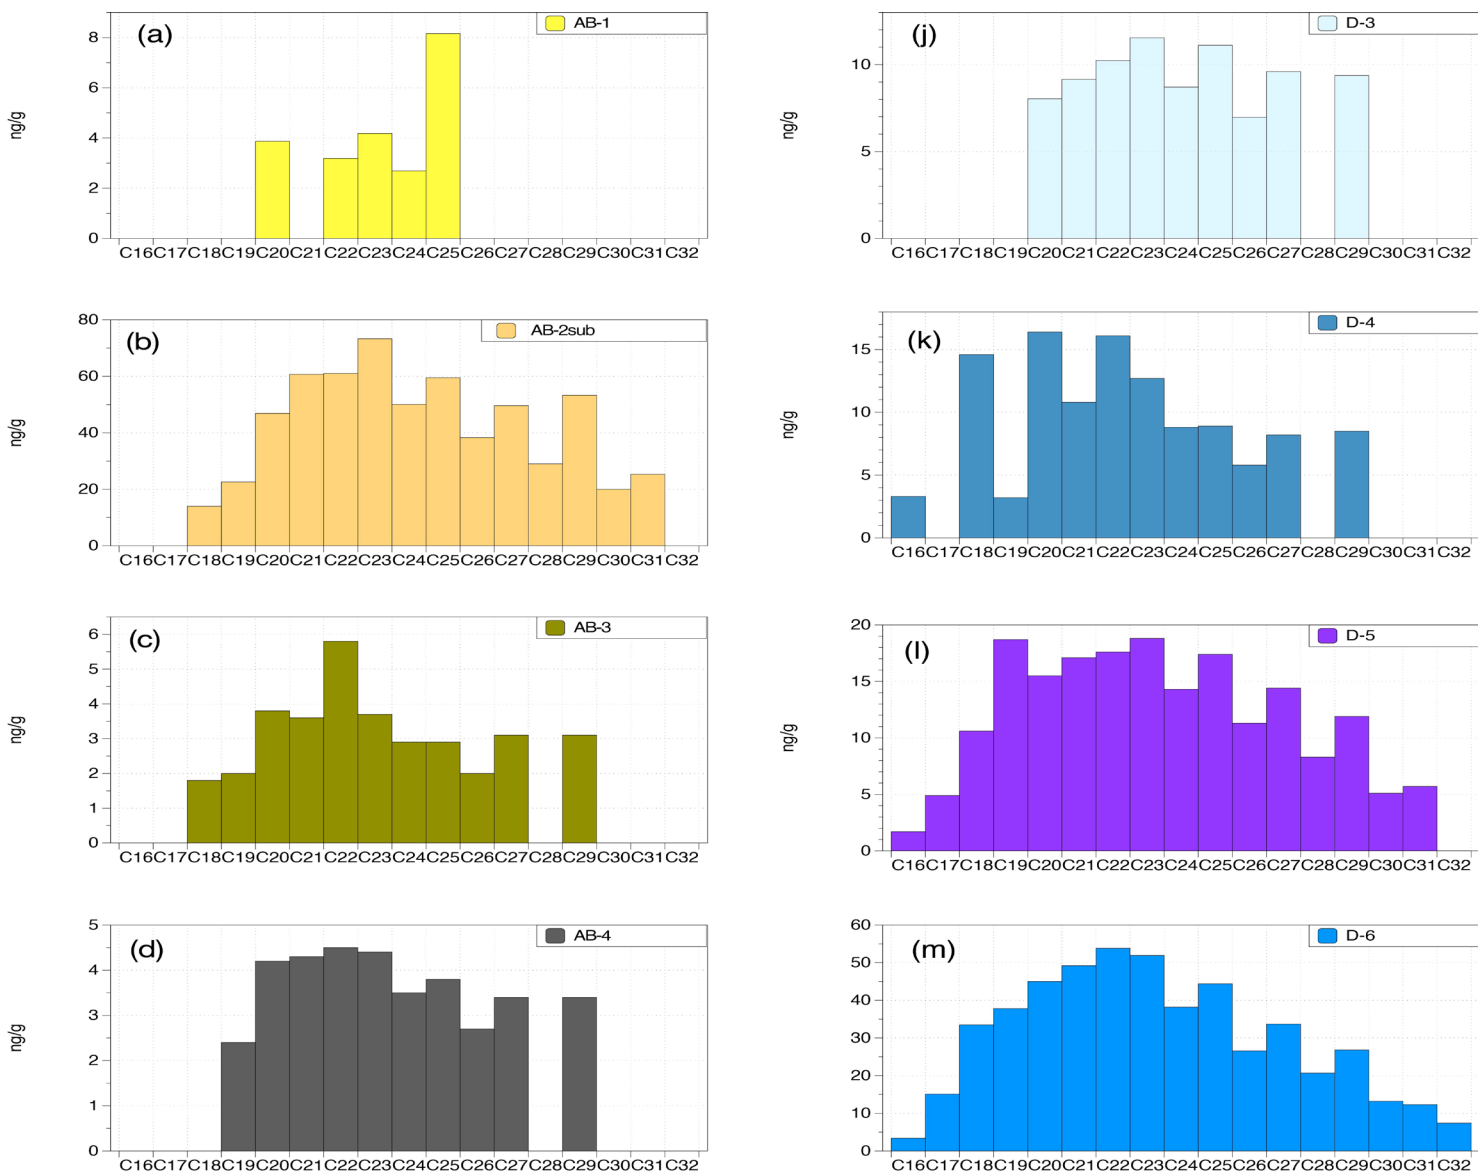 (a)
AB-1
ng/g
8
6
4
2
0
C16C17C18C19C20C21C22C23C24C25C26C27C28C29C30C31C32
(j)
D-3
ng/g
10
5
0
C16C17C18C19C20C21C22C23C24C25C26C27C28C29C30C31C32
(b)
AB-2sub
ng/g
80
60
40
20
0
C16C17C18C19C20C21C22C23C24C25C26C27C28C29C30C31C32
(k)
D-4
ng/g
15
10
5
0
C16C17C18C19C20C21C22C23C24C25C26C27C28C29C30C31C32
(c)
AB-3
ng/g
6
5
4
3
2
1
0
C16C17C18C19C20C21C22C23C24C25C26C27C28C29C30C31C32
(l)
D-5
ng/g
20
15
10
5
0
C16C17C18C19C20C21C22C23C24C25C26C27C28C29C30C31C32
(d)
AB-4
ng/g
5
4
3
2
1
0
C16C17C18C19C20C21C22C23C24C25C26C27C28C29C30C31C32
(m)
D-6
60
50
40
30
20
10
0
C16C17C18C19C20C21C22C23C24C25C26C27C28C29C30C31C32